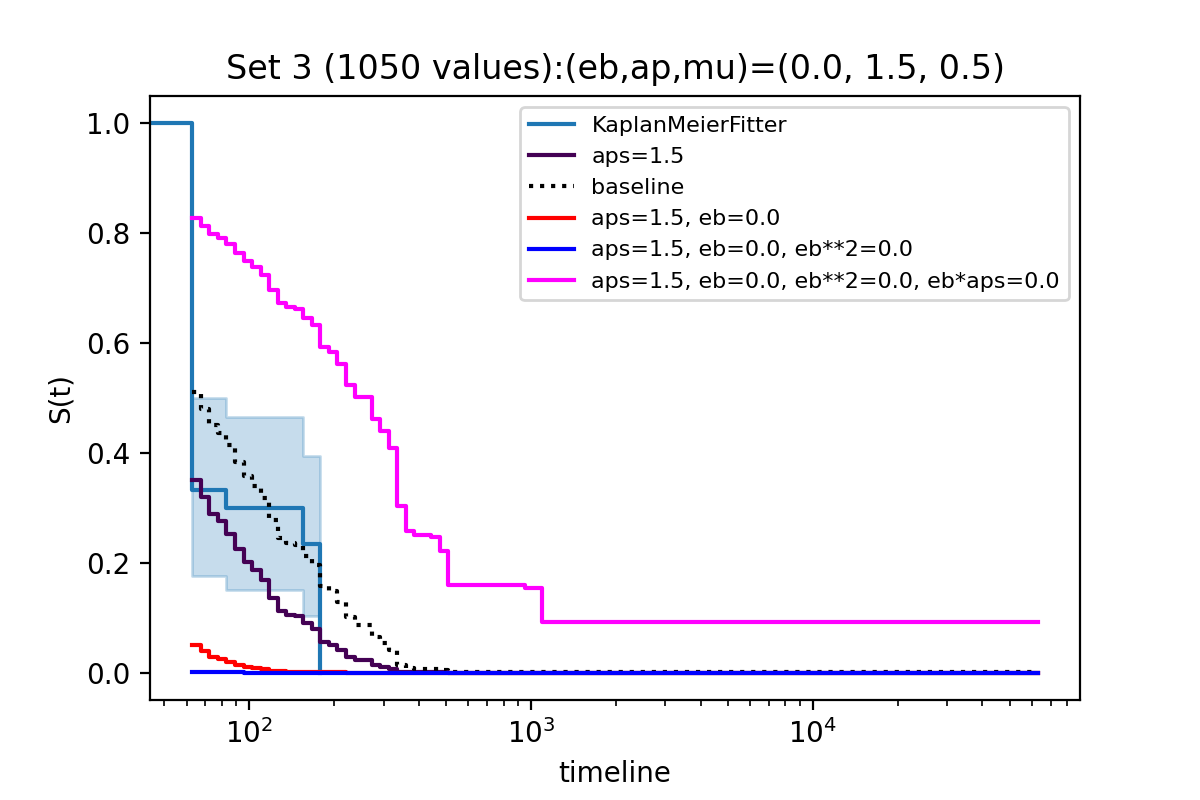 Set 3 (1050 values):(eb,ap,mu)=(0.0, 1.5, 0.5)
KaplanMeierFitter
aps=1.5
baseline
aps=1.5, eb=0.0
aps=1.5, eb=0.0, eb**2=0.0
aps=1.5, eb=0.0, eb**2=0.0, eb*aps=0.0
S(t)
1.0
0.8
0.6
0.4
0.2
0.0
10² 10³ 10⁴
timeline